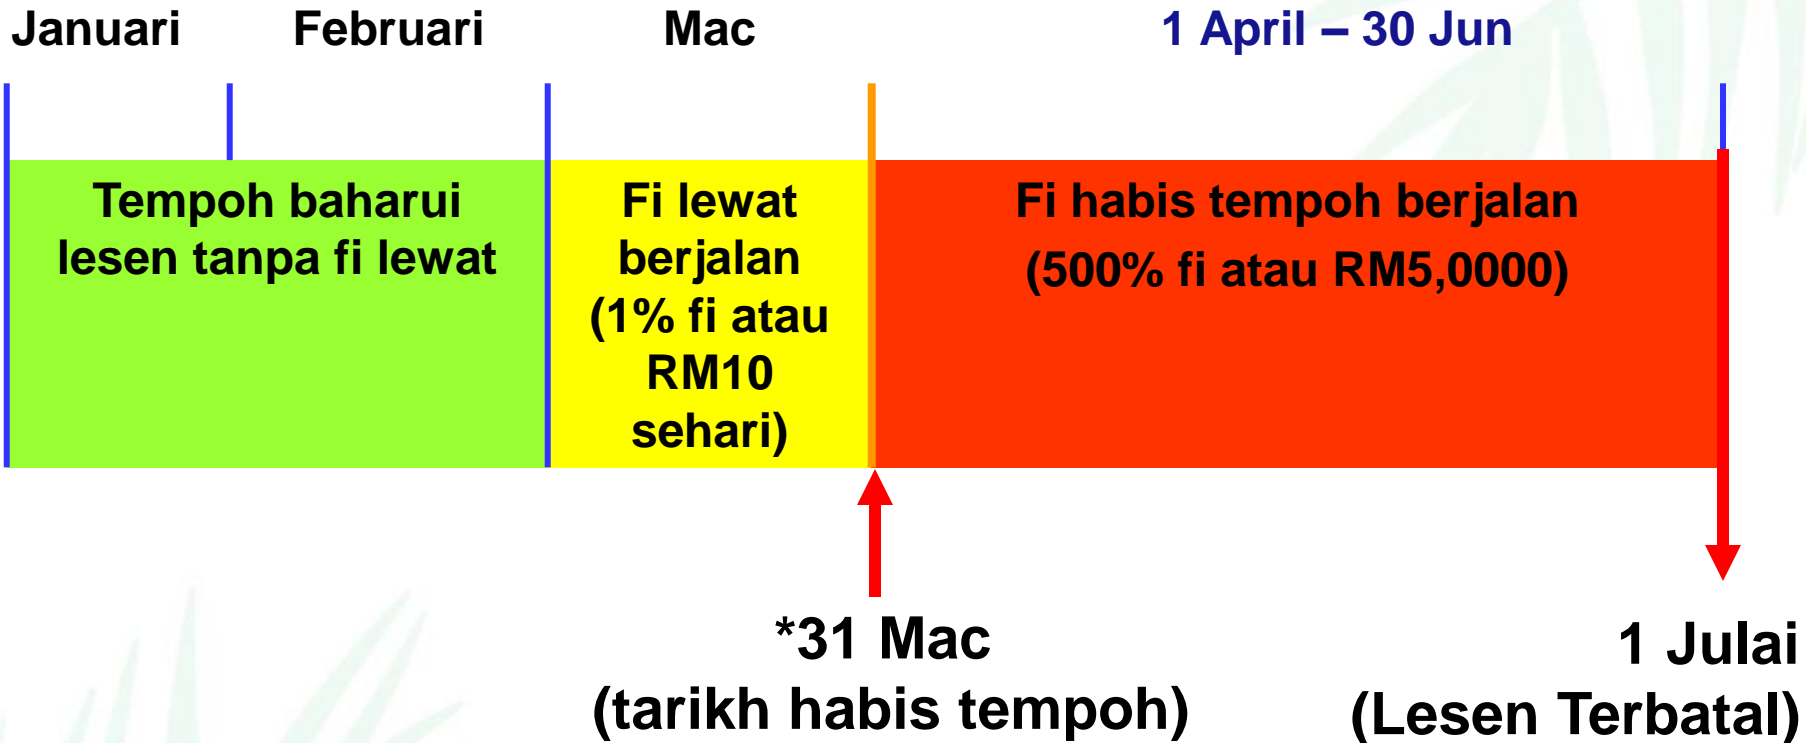 Januari
Februari
Mac
1 April – 30 Jun
Tempoh baharui
lesen tanpa fi lewat
Fi lewat
berjalan
(1% fi atau
RM10
sehari)
Fi habis tempoh berjalan
(500% fi atau RM5,0000)
*31 Mac
(tarikh habis tempoh)
1 Julai
(Lesen Terbatal)